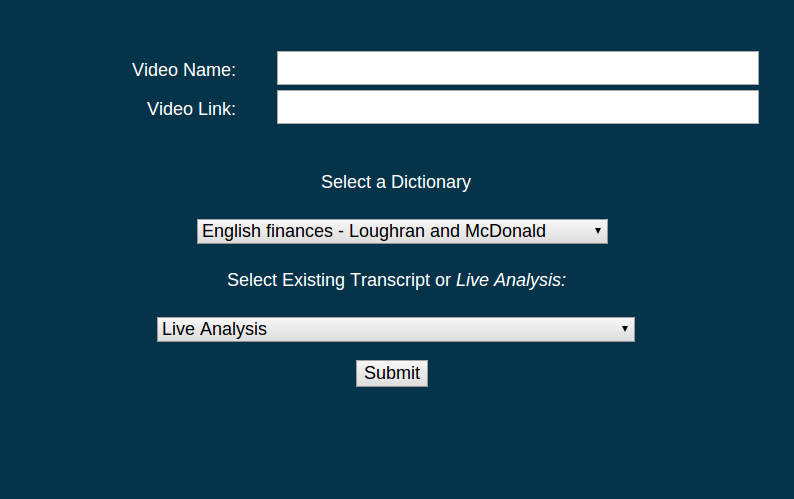 Video Name:
Video Link:
Select a Dictionary
English finances - Loughran and McDonald
Select Existing Transcript or Live Analysis:
Live Analysis
Submit